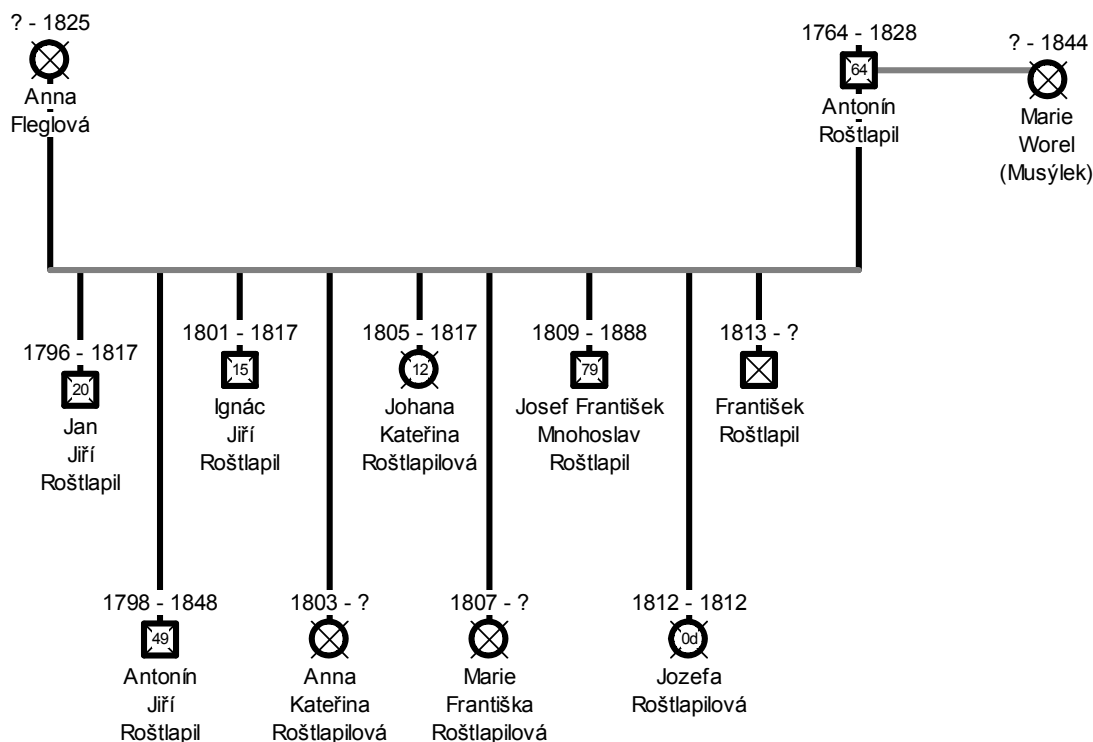 ? - 1825
Anna
Fleglová
1764 - 1828
64
Antonín
Roštlapil
? - 1844
Marie
Worel
(Musýlek)
1796 - 1817
20
Jan
Jiří
Roštlapil
1801 - 1817
15
Ignác
Jiří
Roštlapil
1805 - 1817
12
Johana
Kateřina
Roštlapilová
1809 - 1888
79
Josef František
Mnohoslav
Roštlapil
1813 - ?
František
Roštlapil
1798 - 1848
49
Antonín
Jiří
Roštlapil
1803 - ?
Anna
Kateřina
Roštlapilová
1807 - ?
Marie
Františka
Roštlapilová
1812 - 1812
0d
Jozefa
Roštlapilová